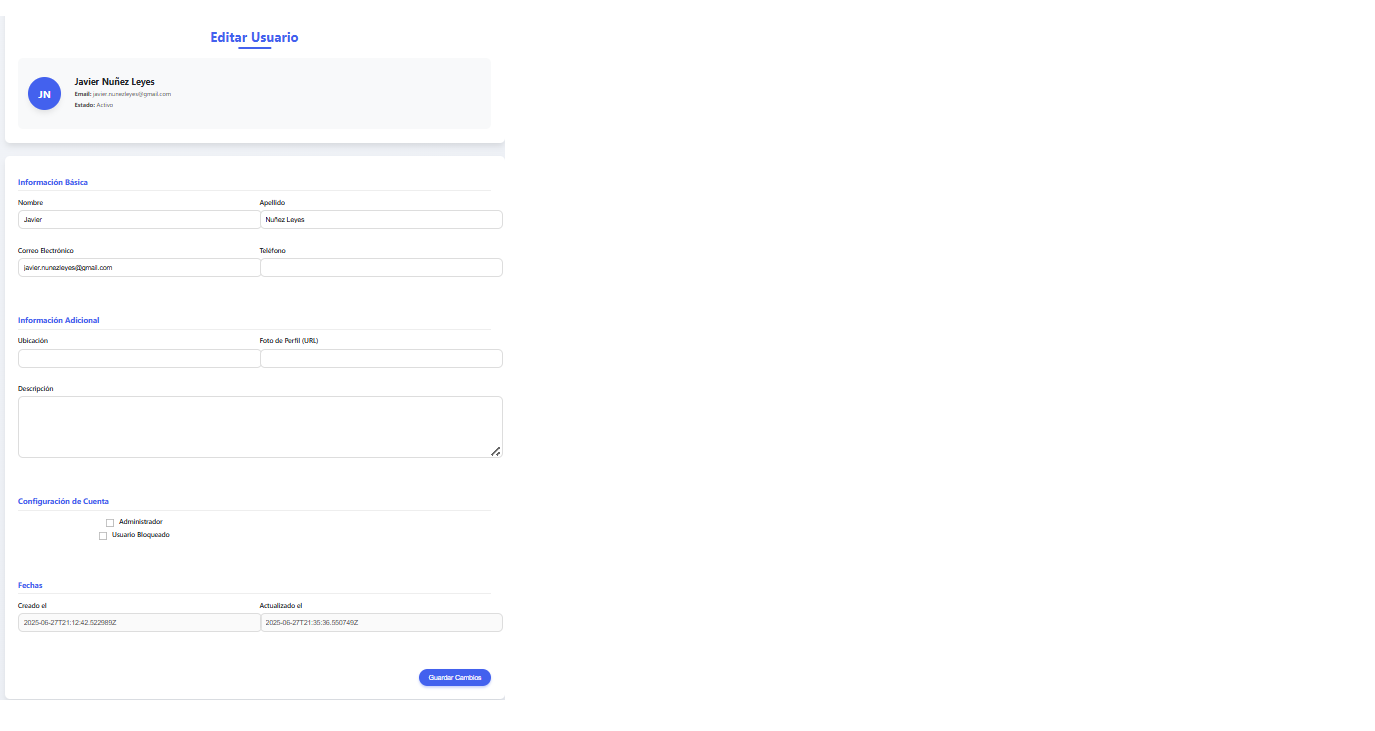 Editar Usuario
JN
Javier Nuñez Leyes
Email: javier.nunezleyes@gmail.com
Estado: Activo
Información Básica
Nombre Apellido
Javier Nuñez Leyes
Correo Electrónico Teléfono
javier.nunezleyes@gmail.com
Información Adicional
Ubicación Foto de Perfil (URL)
Descripción
Configuración de Cuenta
Administrador
Usuario Bloqueado
Fechas
Creado el Actualizado el
2025-06-27T21:12:42.522989Z 2025-06-27T21:35:36.550749Z
Guardar Cambios